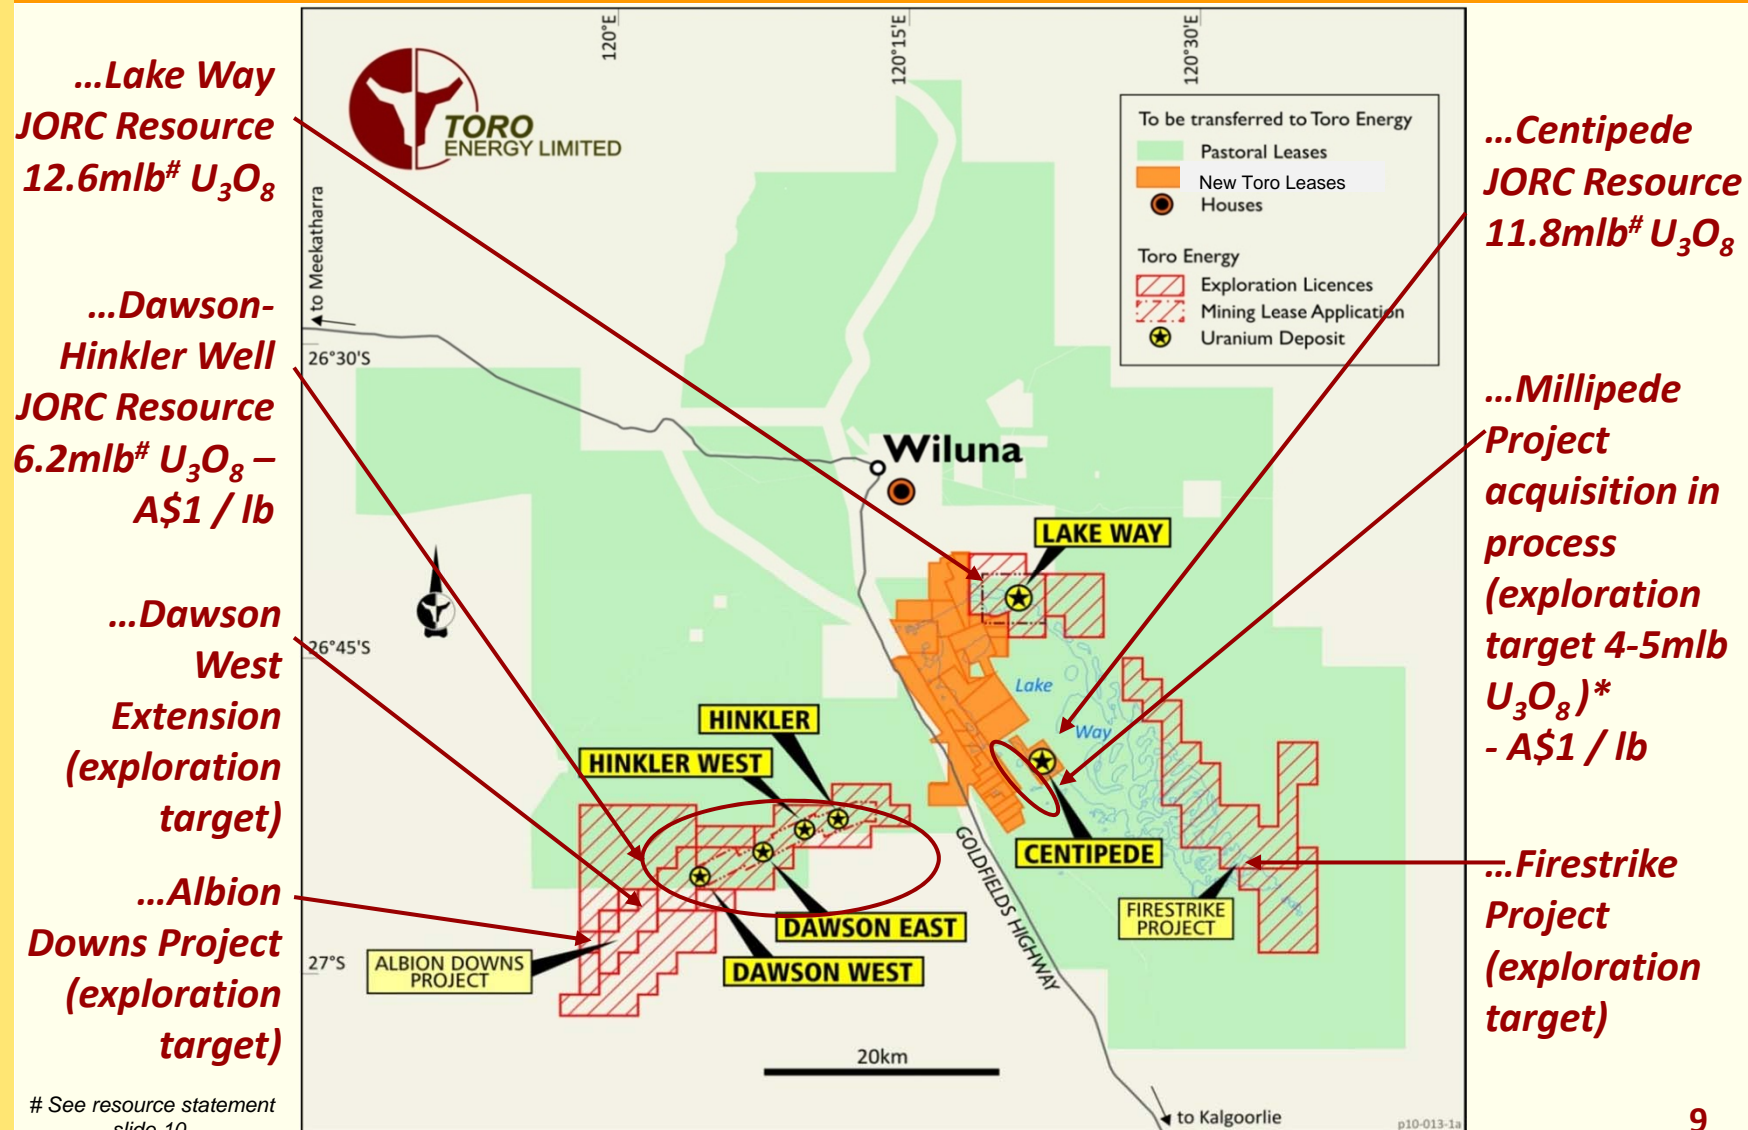 ...Lake Way
JORC Resource
12.6mlb# U3O8
...Dawson-
Hinkler Well
JORC Resource
6.2mlb# U3O8 –
A$1 / lb
...Dawson
West
Extension
(exploration
target)
...Albion
Downs Project
(exploration
target)
# See resource statement
slide 10
120°E
120°15'E
120°30'E
TORO
ENERGY LIMITED
to Meekatharra
26°30'S
26°45'S
27°S
To be transferred to Toro Energy
Pastoral Leases
New Toro Leases
Houses
Toro Energy
Exploration Licences
Mining Lease Application
Uranium Deposit
Wiluna
LAKE WAY
Lake
Way
HINKLER
HINKLER WEST
CENTIPEDE
DAWSON EAST
DAWSON WEST
ALBION DOWNS
PROJECT
FIRESTRIKE
PROJECT
GOLDFIELDS HIGHWAY
20km
to Kalgoorlie
p10-013-1a
...Centipede
JORC Resource
11.8mlb# U3O8
...Millipede
Project
acquisition in
process
(exploration
target 4-5mlb
U3O8 )*
- A$1 / lb
...Firestrike
Project
(exploration
target)
9